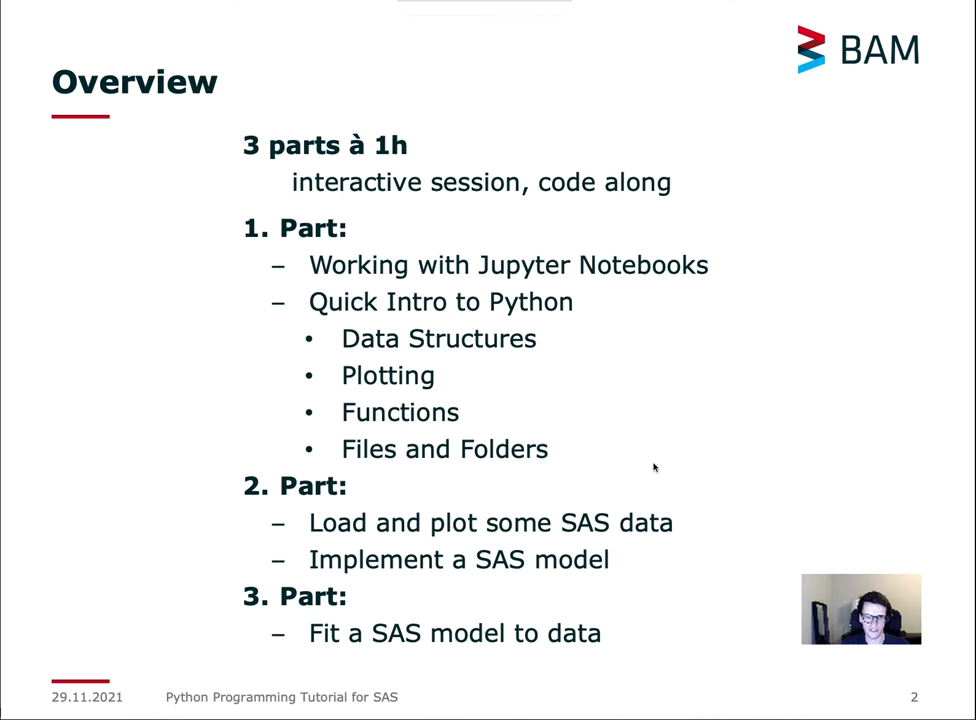 BAM
Overview
3 parts à 1h
interactive session, code along
1. Part:
– Working with Jupyter Notebooks
– Quick Intro to Python
• Data Structures
• Plotting
• Functions
• Files and Folders
2. Part:
– Load and plot some SAS data
– Implement a SAS model
3. Part:
– Fit a SAS model to data
29.11.2021 Python Programming Tutorial for SAS 2